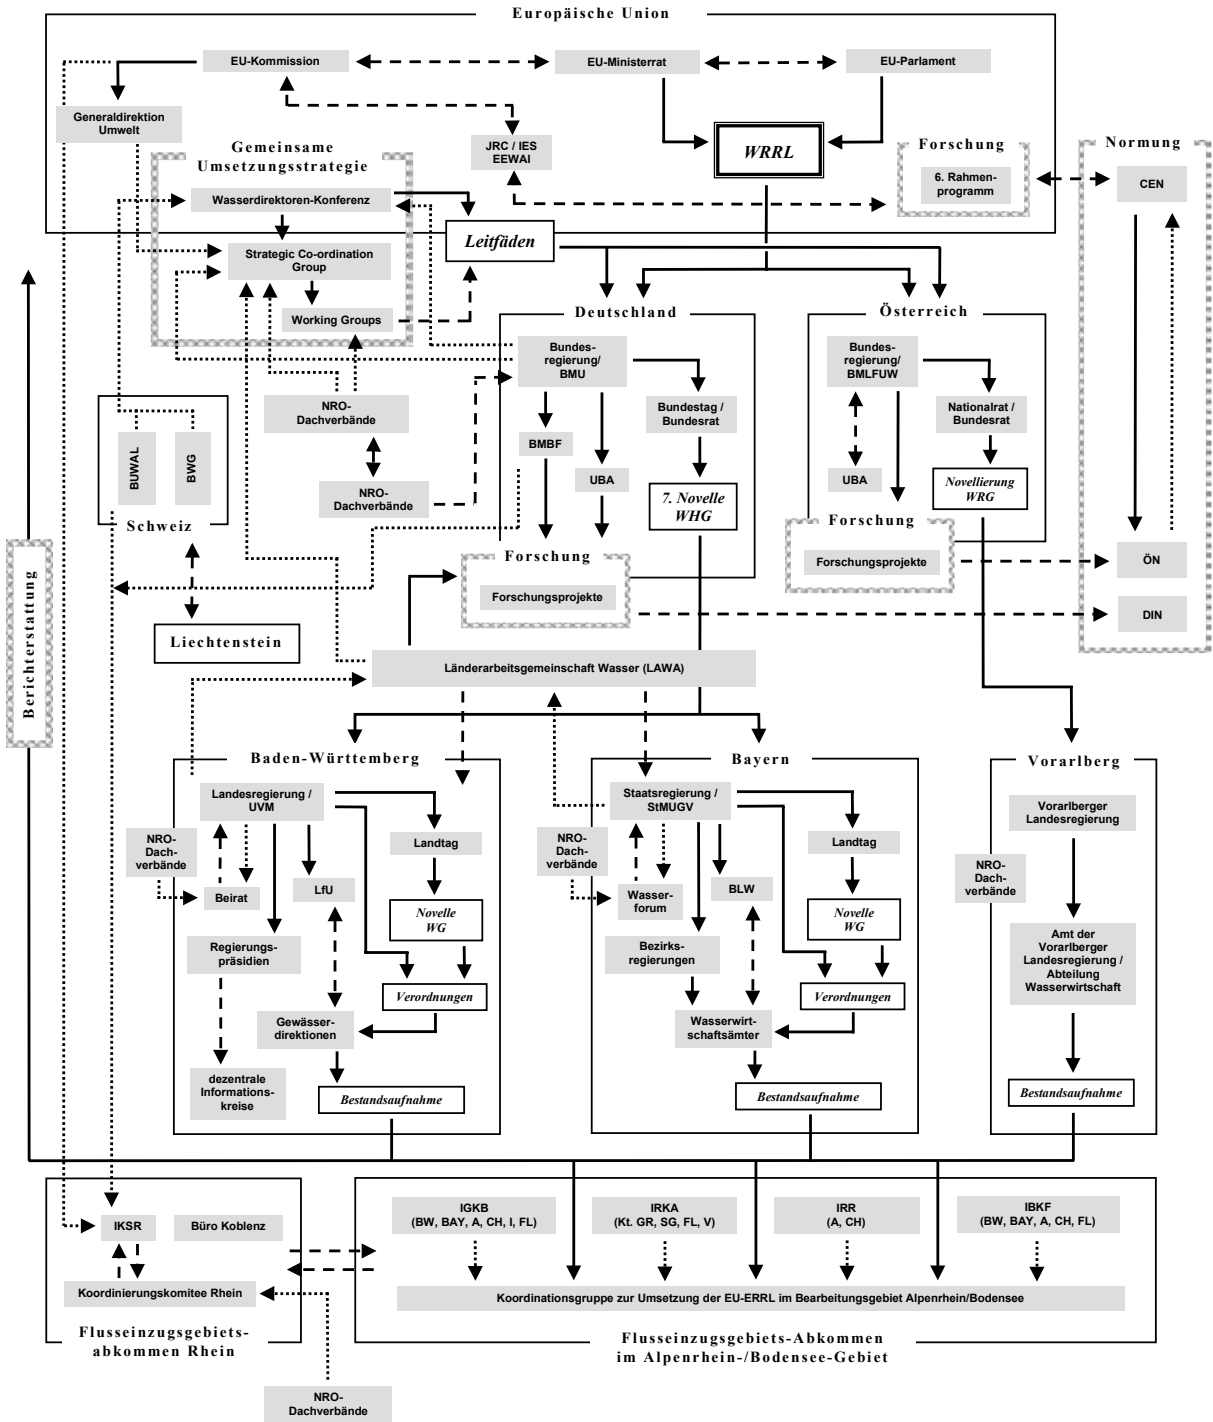 Europäische Union
EU-Kommission
EU-Ministerrat
EU-Parlament
Generaldirektion
Umwelt
Gemeinsame
Umsetzungsstrategie
JRC / IES
EEWAI
WRRL
Forschung
6. Rahmen-
programm
Normung
CEN
Wasserdirektoren-Konferenz
Leitfäden
Strategic Co-ordination
Group
Working Groups
Deutschland
Österreich
Bundes-
regierung/
BMU
Bundes-
regierung/
BMLFUW
NRO-
Dachverbände
Bundestag /
Bundesrat
Nationalrat /
Bundesrat
BUWAL
BWG
BMBF
UBA
UBA
NRO-
Dachverbände
7. Novelle
WHG
Novellierung
WRG
Schweiz
Forschung
Forschung
Forschungsprojekte
Forschungsprojekte
ÖN
DIN
Berichterstattung
Liechtenstein
Länderarbeitsgemeinschaft Wasser (LAWA)
Baden-Württemberg
Bayern
Vorarlberg
Landesregierung /
UVM
Staatsregierung /
StMUGV
Vorarlberger
Landesregierung
NRO-
Dach-
verbände
Landtag
NRO-
Dach-
verbände
Landtag
NRO-
Dach-
verbände
Beirat
LfU
Wasser-
forum
BLW
Novelle
WG
Novelle
WG
Regierungs-
präsidien
Bezirks-
regierungen
Amt der
Vorarlberger
Landesregierung /
Abteilung
Wasserwirtschaft
Verordnungen
Verordnungen
Gewässer-
direktionen
Wasserwirt-
schaftsämter
dezentrale
Informations-
kreise
Bestandsaufnahme
Bestandsaufnahme
Bestandsaufnahme
IKSR
Büro Koblenz
IGKB
(BW, BAY, A, CH, I, FL)
IRKA
(Kt. GR, SG, FL, V)
IRR
(A, CH)
IBKF
(BW, BAY, A, CH, FL)
Koordinierungskomitee Rhein
Koordinationsgruppe zur Umsetzung der EU-ERRL im Bearbeitungsgebiet Alpenrhein/Bodensee
Flusseinzugsgebiets-
abkommen Rhein
Flusseinzugsgebiets-Abkommen
im Alpenrhein-/Bodensee-Gebiet
NRO-
Dachverbände